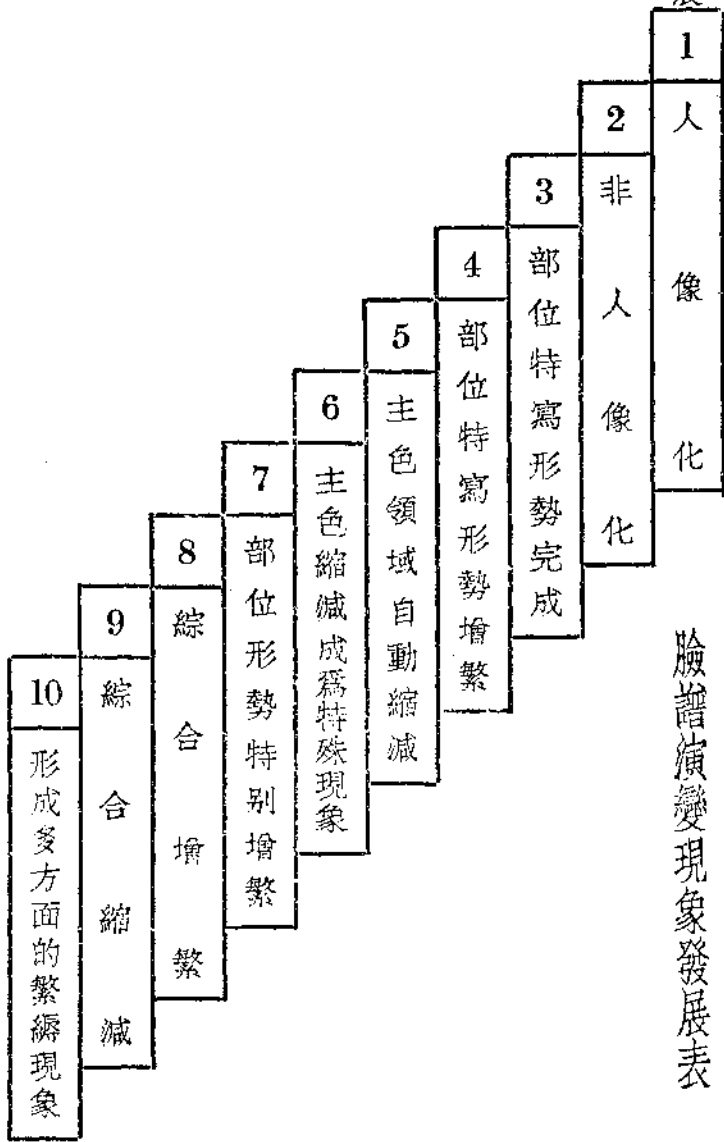 臉譜演變現象發展表
1 人像化
2 非人像化
3 部位特寫形勢完成
4 部位特寫形勢增繁
5 主色領域自動縮減
6 主色縮減成爲特殊現象
7 部位形勢特別增繁
8 綜合增繁
9 綜合縮減
10 形成多方面的繁縟現象